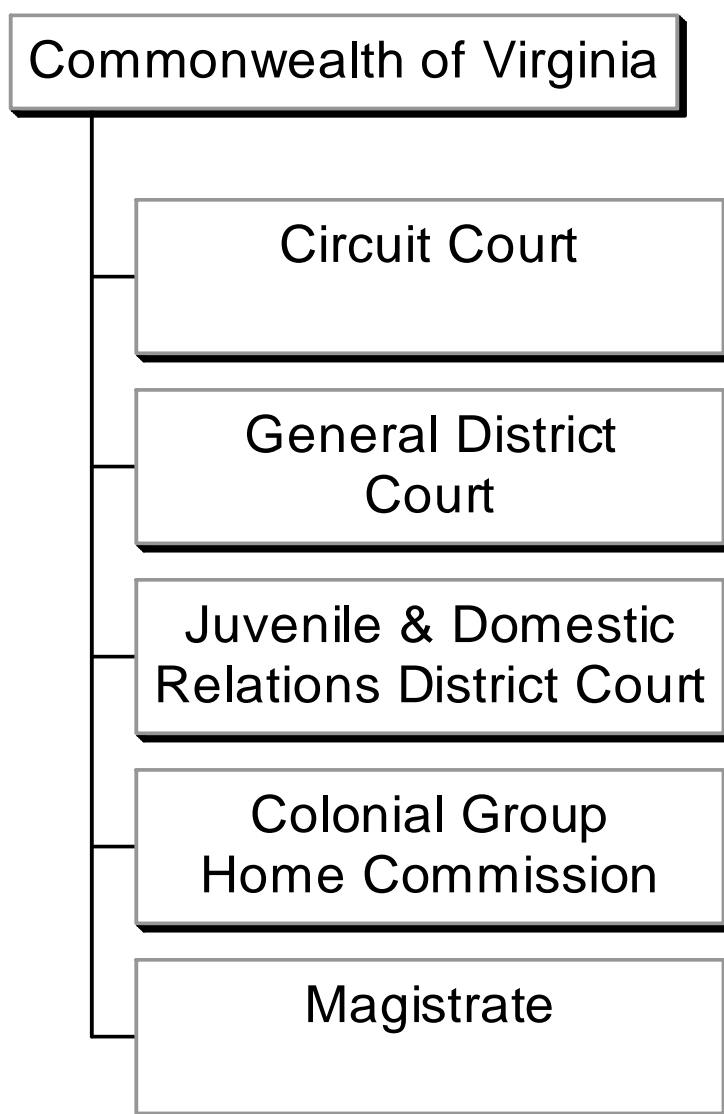 Commonwealth of Virginia
Circuit Court
General District
Court
Juvenile & Domestic
Relations District Court
Colonial Group
Home Commission
Magistrate